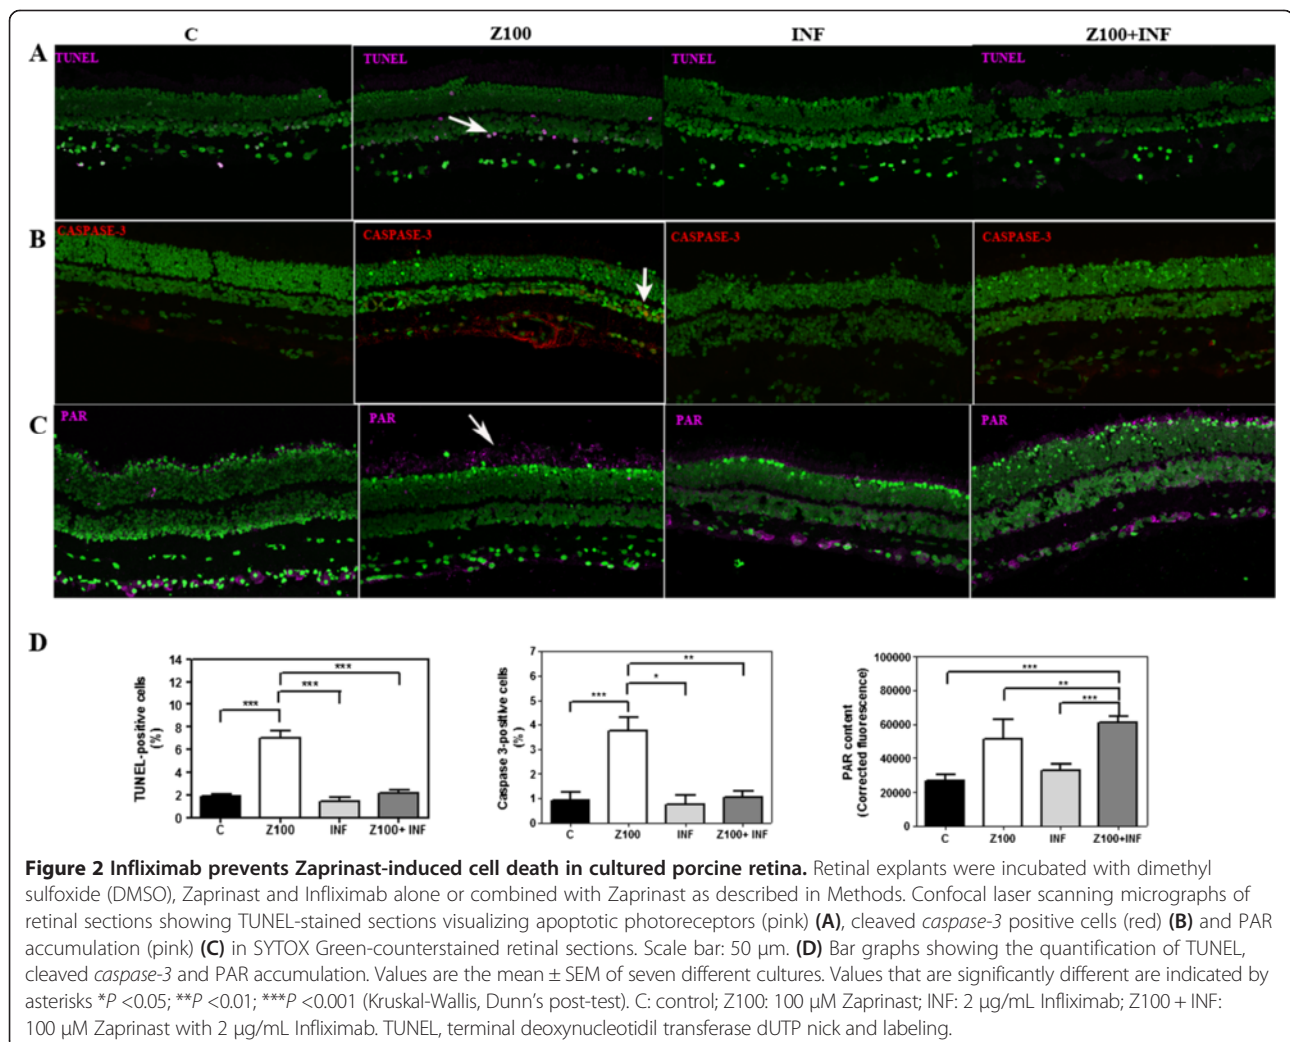 C Z100 INF Z100+INF
A TUNEL TUNEL TUNEL TUNEL
B CASPASE-3 CASPASE-3 CASPASE-3 CASPASE-3
C PAR PAR PAR PAR
D
TUNEL-positive cells
(%)
14
12
10
8
6
4
2
0
*** *** ***
C Z100 INF Z100+ INF
Caspase 3-positive cells
(%)
7
6
5
4
3
2
1
0
*** * **
C Z100 INF Z100+ INF
PAR content
(Corrected fluorescence)
100000
80000
60000
40000
20000
0
*** ** ***
C Z100 INF Z100+INF
Figure 2 Infliximab prevents Zaprinast-induced cell death in cultured porcine retina. Retinal explants were incubated with dimethyl
sulfoxide (DMSO), Zaprinast and Infliximab alone or combined with Zaprinast as described in Methods. Confocal laser scanning micrographs of
retinal sections showing TUNEL-stained sections visualizing apoptotic photoreceptors (pink) (A), cleaved caspase-3 positive cells (red) (B) and PAR
accumulation (pink) (C) in SYTOX Green-counterstained retinal sections. Scale bar: 50 μm. (D) Bar graphs showing the quantification of TUNEL,
cleaved caspase-3 and PAR accumulation. Values are the mean ± SEM of seven different cultures. Values that are significantly different are indicated by
asterisks *P <0.05; **P <0.01; ***P <0.001 (Kruskal-Wallis, Dunn's post-test). C: control; Z100: 100 μM Zaprinast; INF: 2 μg/mL Infliximab; Z100 + INF:
100 μM Zaprinast with 2 μg/mL Infliximab. TUNEL, terminal deoxynucleotidil transferase dUTP nick and labeling.